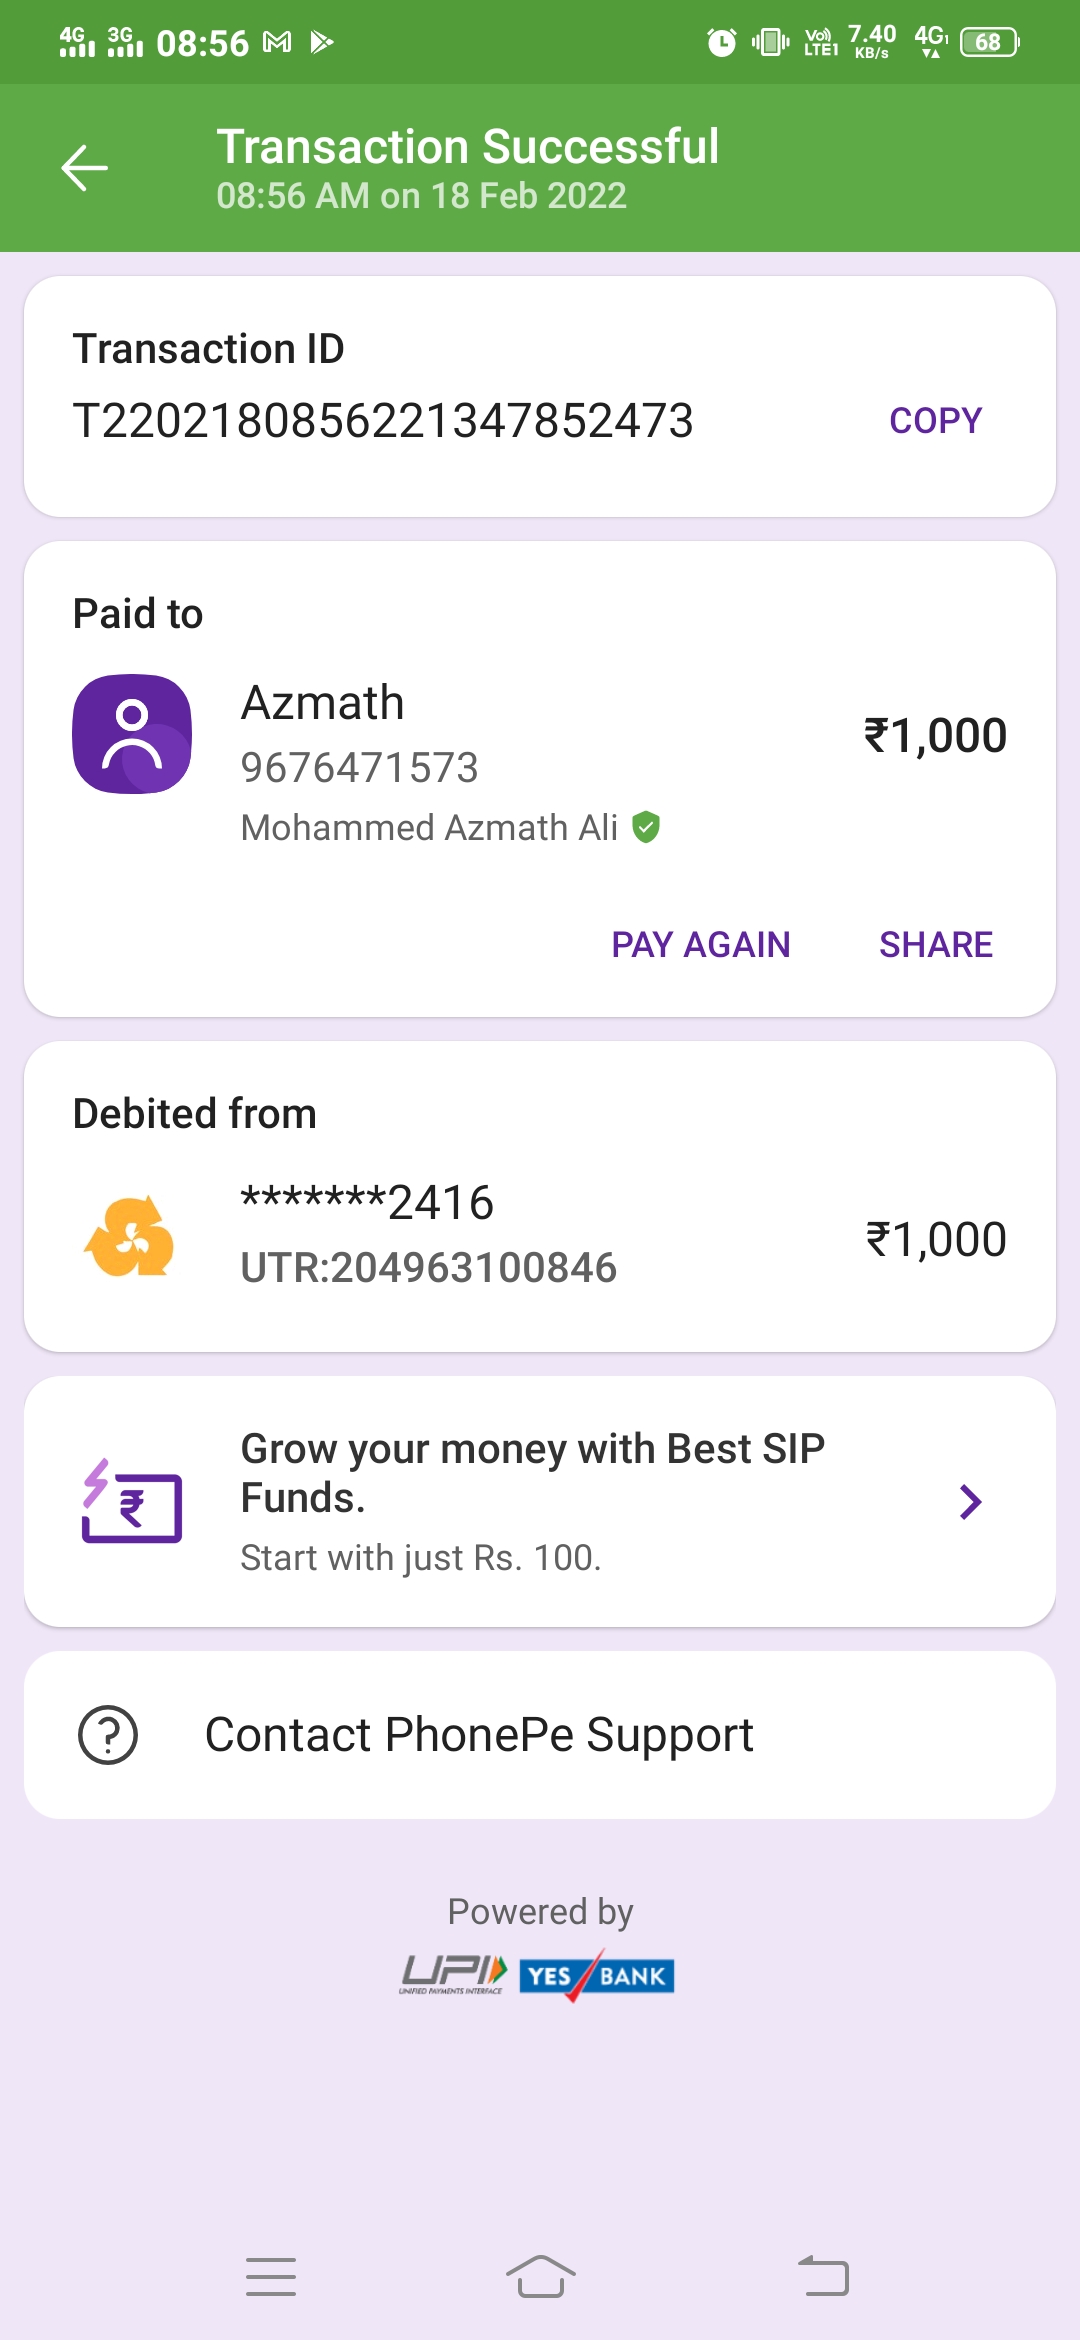 4G 3G 08:56 Vo) LTE1 7.40 KB/s 4G1 68
Transaction Successful
08:56 AM on 18 Feb 2022
Transaction ID
T2202180856221347852473 COPY
Paid to
Azmath
9676471573
₹1,000
Mohammed Azmath Ali
PAY AGAIN SHARE
Debited from
*******2416
UTR:204963100846
₹1,000
Grow your money with Best SIP
Funds.
Start with just Rs. 100.
Contact PhonePe Support
Powered by
UPI YES BANK
UNIFIED PAYMENTS INTERFACE